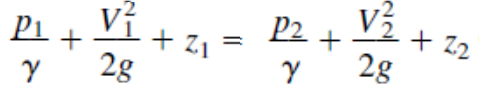 p₁/γ + V₁²/2g + z₁ = p₂/γ + V₂²/2g + z₂